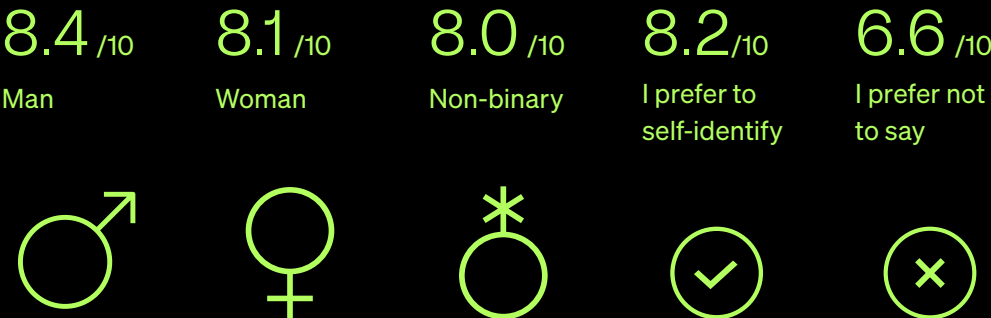 8.4 /10
Man
8.1 /10
Woman
8.0 /10
Non-binary
8.2/10
I prefer to
self-identify
6.6 /10
I prefer not
to say